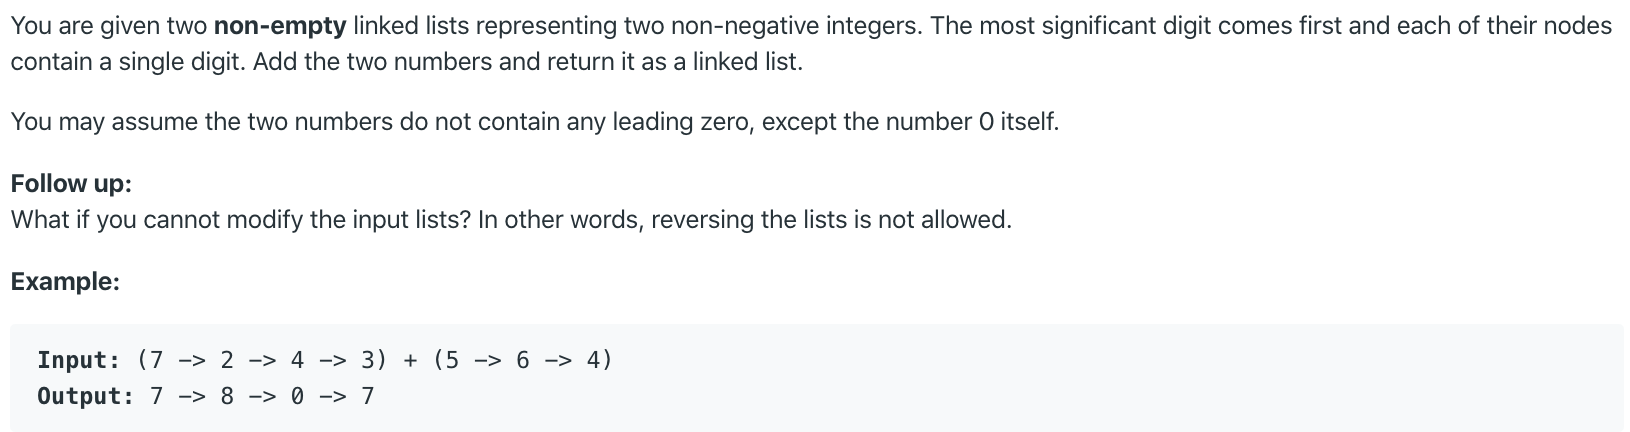 You are given two non-empty linked lists representing two non-negative integers. The most significant digit comes first and each of their nodes
contain a single digit. Add the two numbers and return it as a linked list.
You may assume the two numbers do not contain any leading zero, except the number 0 itself.
Follow up:
What if you cannot modify the input lists? In other words, reversing the lists is not allowed.
Example:
Input: (7 -> 2 -> 4 -> 3) + (5 -> 6 -> 4)
Output: 7 -> 8 -> 0 -> 7